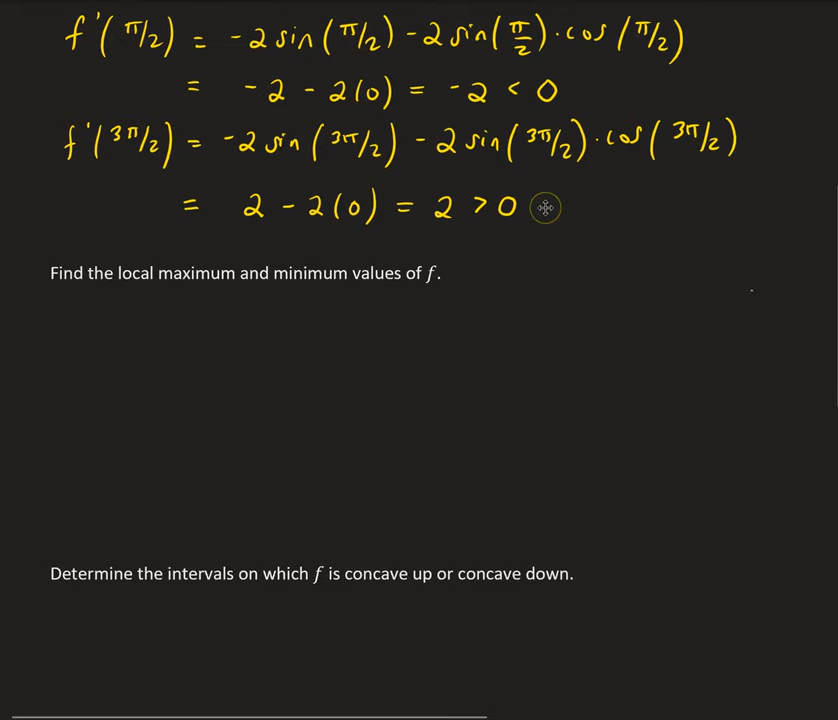 f'(π/2) = -2 sin(π/2) - 2 sin(π/2) · cos(π/2)
= -2 - 2(0) = -2 < 0
f'(3π/2) = -2 sin(3π/2) - 2 sin(3π/2) · cos(3π/2)
= 2 - 2(0) = 2 > 0
Find the local maximum and minimum values of f.
Determine the intervals on which f is concave up or concave down.